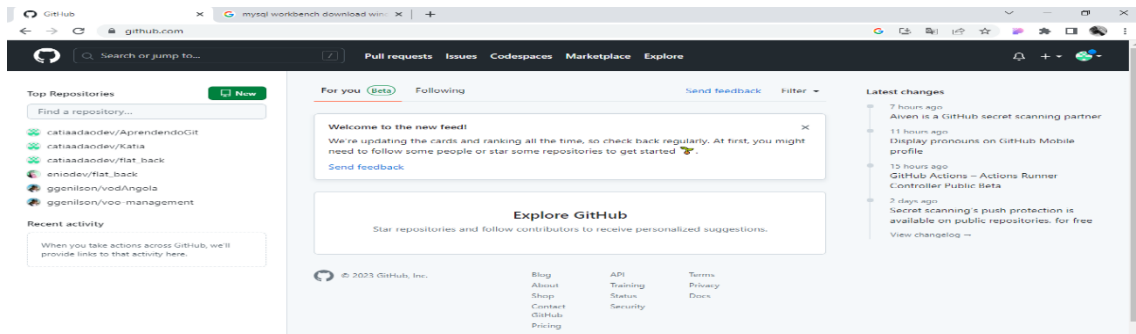 GitHub
mysql workbench download win
github.com
Search or jump to...
/
Pull requests Issues Codespaces Marketplace Explore
Top Repositories
New
Find a repository...
catiaadaodev/AprendendoGit
catiaadaodev/Katia
catiaadaodev/flat_back
eniodev/flat_back
ggenilson/vodAngola
ggenilson/voo-management
Recent activity
When you take actions across GitHub, we'll
provide links to that activity here.
For you Beta Following
Send feedback Filter
Welcome to the new feed!
We're updating the cards and ranking all the time, so check back regularly. At first, you might
need to follow some people or star some repositories to get started .
Send feedback
Explore GitHub
Star repositories and follow contributors to receive personalized suggestions.
© 2023 GitHub, Inc.
Blog
About
Shop
Contact
GitHub
Pricing
API
Training
Status
Security
Terms
Privacy
Docs
Latest changes
7 hours ago
Aiven is a GitHub secret scanning partner
11 hours ago
Display pronouns on GitHub Mobile
profile
15 hours ago
GitHub Actions – Actions Runner
Controller Public Beta
2 days ago
Secret scanning's push protection is
available on public repositories, for free
View changelog →